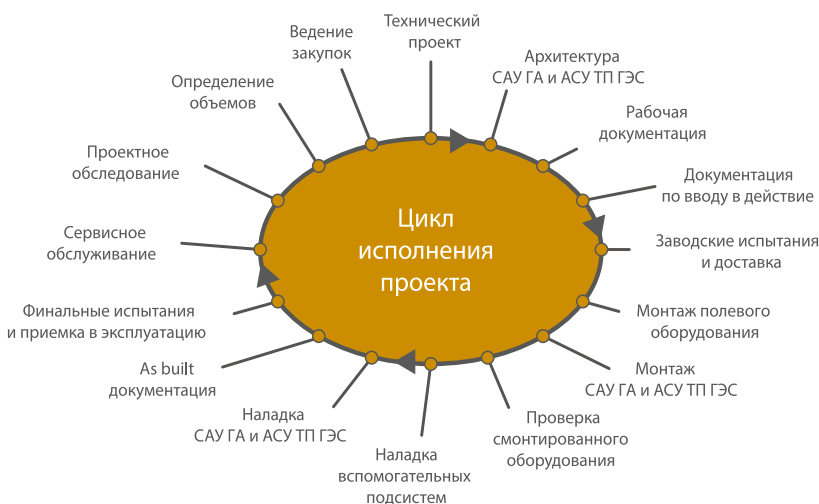 Технический
проект
Архитектура
САУ ГА и АСУ ТП ГЭС
Рабочая
документация
Документация
по вводу в действие
Заводские испытания
и доставка
Монтаж полевого
оборудования
Монтаж
САУ ГА и АСУ ТП ГЭС
Проверка
смонтированного
оборудования
Наладка
вспомогательных
подсистем
Наладка
САУ ГА и АСУ ТП ГЭС
As built
документация
Финальные испытания
и приемка в эксплуатацию
Сервисное
обслуживание
Проектное
обследование
Определение
объемов
Ведение
закупок
Цикл
исполнения
проекта